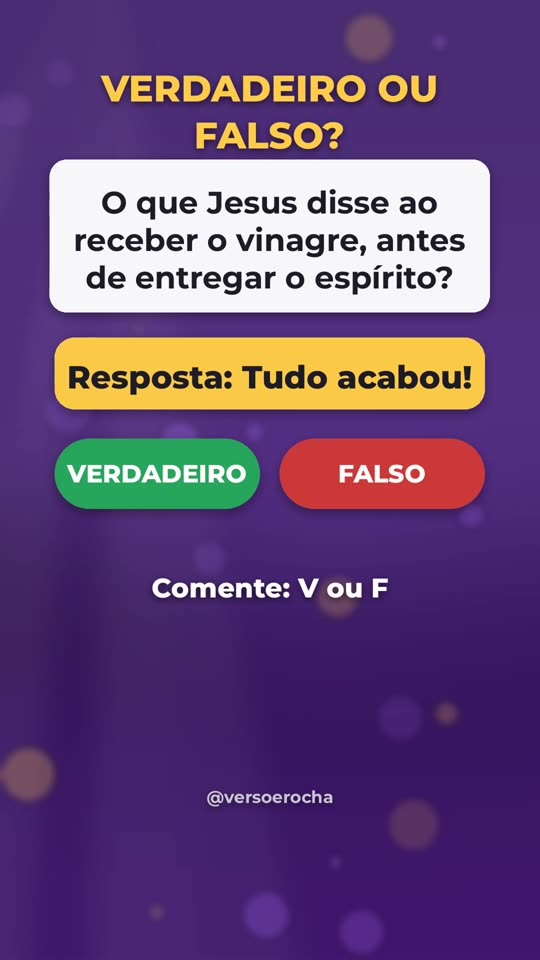 VERDADEIRO OU
FALSO?
O que Jesus disse ao
receber o vinagre, antes
de entregar o espírito?
Resposta: Tudo acabou!
VERDADEIRO
FALSO
Comente: V ou F
@versoerocha